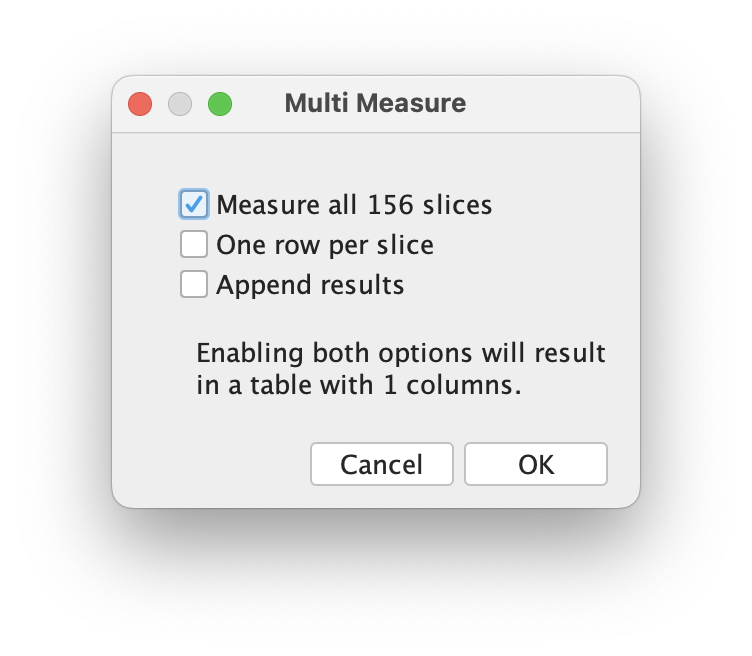 Multi Measure
Measure all 156 slices
One row per slice
Append results
Enabling both options will result
in a table with 1 columns.
Cancel OK